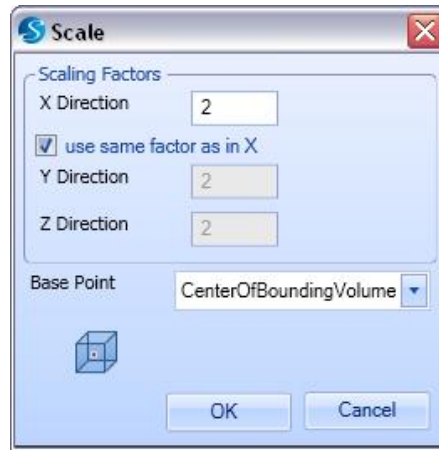 Scale
Scaling Factors
X Direction 2
use same factor as in X
Y Direction 2
Z Direction 2
Base Point CenterOfBoundingVolume
OK Cancel